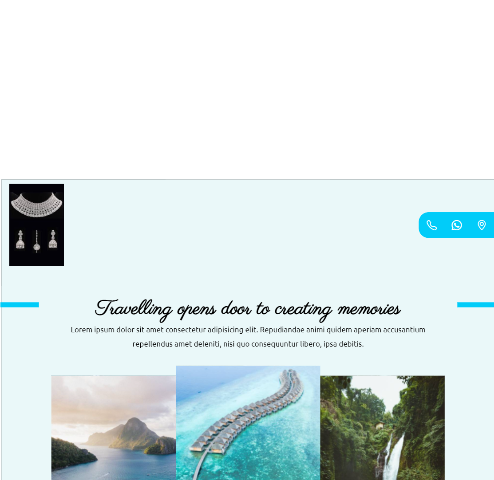 Travelling opens door to creating memories
Lorem ipsum dolor sit amet consectetur adipisicing elit. Repudiandae animi quidem aperiam accusantium
repellendus amet deleniti, nisi quo consequuntur libero, ipsa debitis.